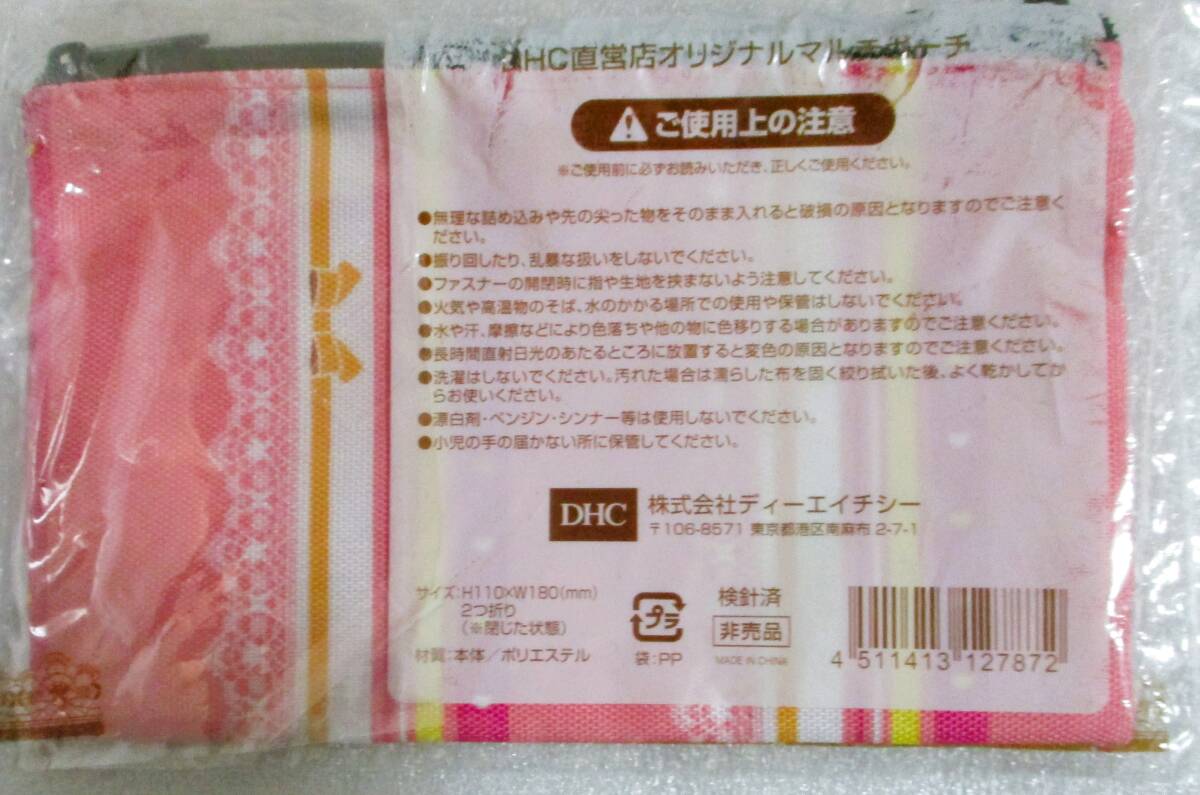 DHC直営店オリジナルマルチポーチ
ご使用上の注意
※ご使用前に必ずお読みいただき、正しくご使用ください。
●無理な詰め込みや先の尖った物をそのまま入れると破損の原因となりますのでご注意く
ださい。
●振り回したり、乱暴な扱いをしないでください。
●ファスナーの開閉時に指や生地を挟まないよう注意してください。
●火気や高温物のそば、水のかかる場所での使用や保管はしないでください。
●水や汗、摩擦などにより色落ちや他の物に色移りする場合がありますのでご注意ください。
●長時間直射日光のあたるところに放置すると変色の原因となりますのでご注意ください。
●洗濯はしないでください。汚れた場合は濡らした布を固く絞り拭いた後、よく乾かしてか
らお使いください。
●漂白剤・ベンジン・シンナー等は使用しないでください。
●小児の手の届かない所に保管してください。
DHC 株式会社ディーエイチシー
〒106-8571 東京都港区南麻布 2-7-1
サイズ:H110×W180(mm)
2つ折り
(※閉じた状態)
材質:本体/ポリエステル
プラ
袋:PP
検針済
非売品
MADE IN CHINA
4 511413 127872